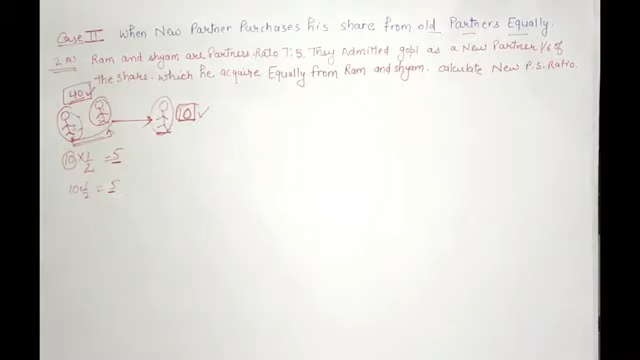 Case II When New Partner Purchases his share from old Partners Equally.
2.A) Ram and shyam are Partners. Rato 7:5. They Admitted gopi as a New Partner 1/6 of
the share. which he acquire Equally from Ram and shyam. calculate New P.S. Ratio.
40 ✓
10 ✓
10 × 1/2 = 5
10 1/2 = 5